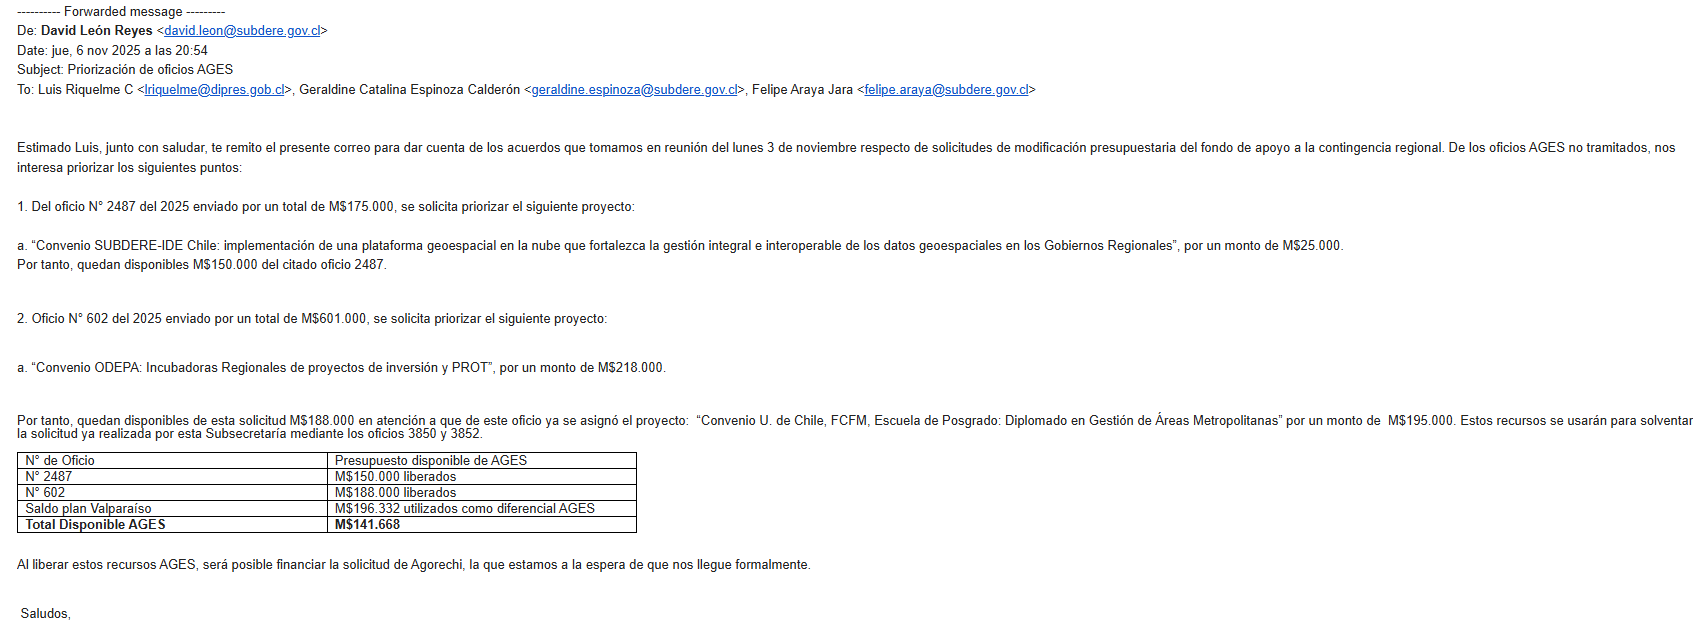 ---------- Forwarded message ---------
De: David León Reyes <david.leon@subdere.gov.cl>
Date: jue, 6 nov 2025 a las 20:54
Subject: Priorización de oficios AGES
To: Luis Riquelme C <lriquelme@dipres.gob.cl>, Geraldine Catalina Espinoza Calderón <geraldine.espinoza@subdere.gov.cl>, Felipe Araya Jara <felipe.araya@subdere.gov.cl>
Estimado Luis, junto con saludar, te remito el presente correo para dar cuenta de los acuerdos que tomamos en reunión del lunes 3 de noviembre respecto de solicitudes de modificación presupuestaria del fondo de apoyo a la contingencia regional. De los oficios AGES no tramitados, nos
interesa priorizar los siguientes puntos:
1. Del oficio N° 2487 del 2025 enviado por un total de M$175.000, se solicita priorizar el siguiente proyecto:
a. “Convenio SUBDERE-IDE Chile: implementación de una plataforma geoespacial en la nube que fortalezca la gestión integral e interoperable de los datos geoespaciales en los Gobiernos Regionales”, por un monto de M$25.000.
Por tanto, quedan disponibles M$150.000 del citado oficio 2487.
2. Oficio N° 602 del 2025 enviado por un total de M$601.000, se solicita priorizar el siguiente proyecto:
a. “Convenio ODEPA: Incubadoras Regionales de proyectos de inversión y PROT”, por un monto de M$218.000.
Por tanto, quedan disponibles de esta solicitud M$188.000 en atención a que de este oficio ya se asignó el proyecto: “Convenio U. de Chile, FCFM, Escuela de Posgrado: Diplomado en Gestión de Áreas Metropolitanas” por un monto de M$195.000. Estos recursos se usarán para solventar
la solicitud ya realizada por esta Subsecretaría mediante los oficios 3850 y 3852.
N° de Oficio Presupuesto disponible de AGES
N° 2487 M$150.000 liberados
N° 602 M$188.000 liberados
Saldo plan Valparaíso M$196.332 utilizados como diferencial AGES
Total Disponible AGES M$141.668
Al liberar estos recursos AGES, será posible financiar la solicitud de Agorechi, la que estamos a la espera de que nos llegue formalmente.
Saludos,